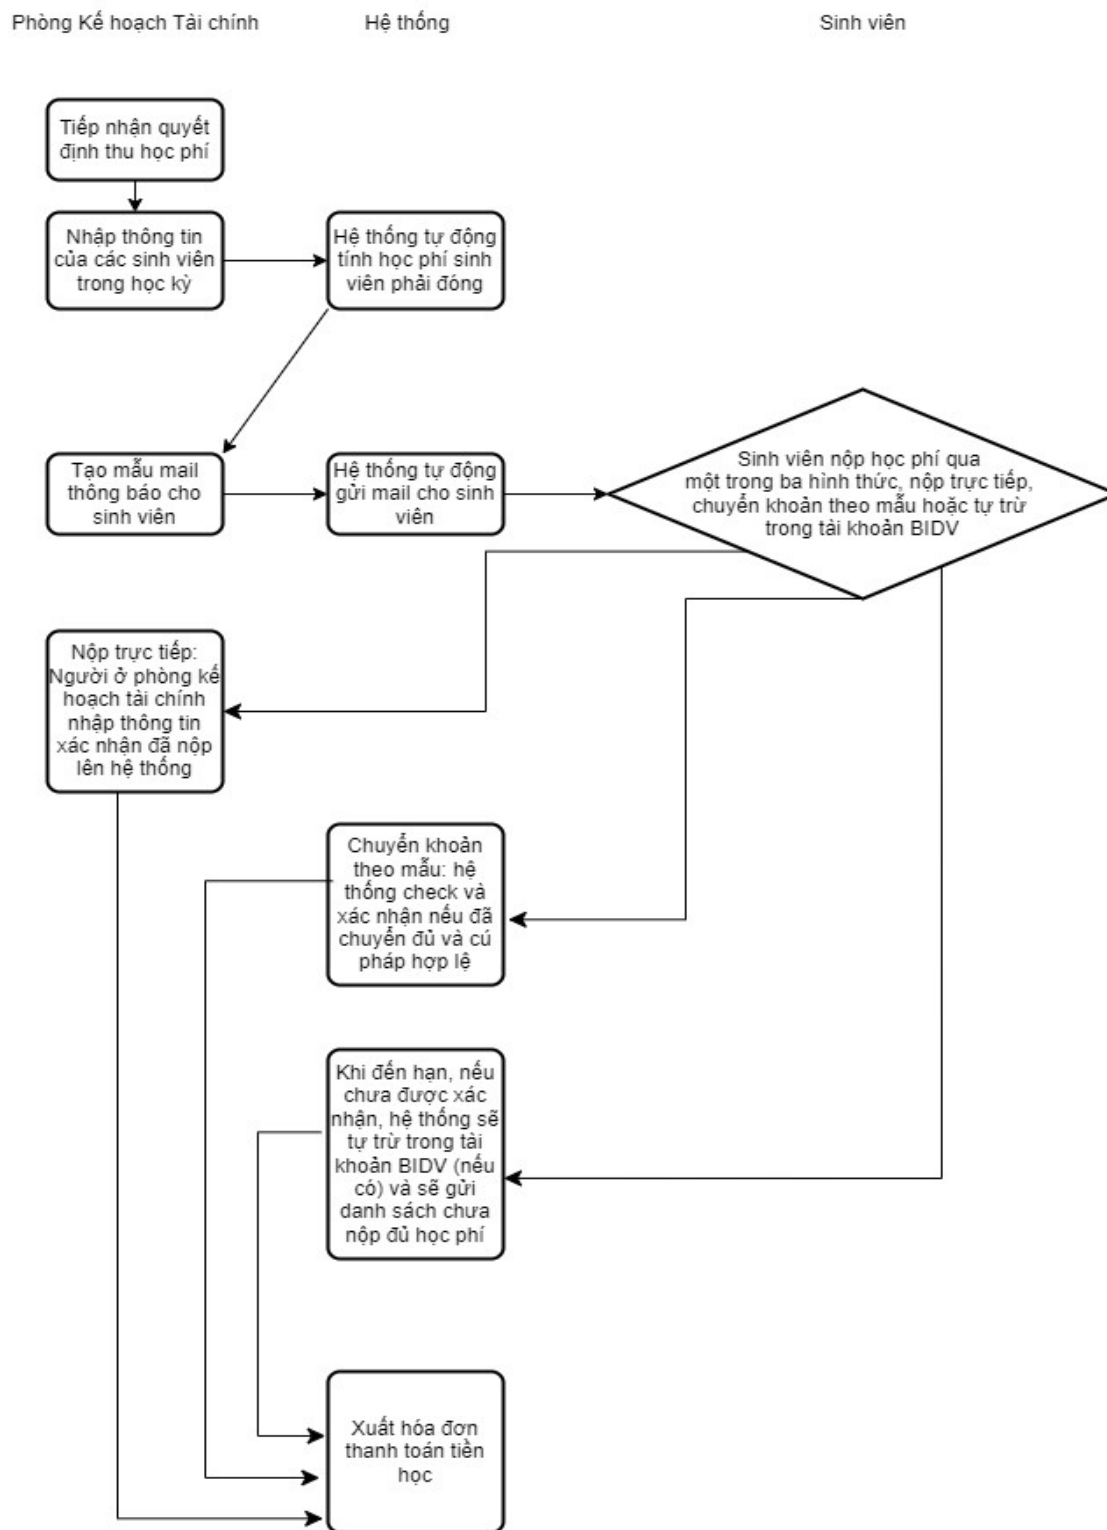 Phòng Kế hoạch Tài chính
Hệ thống
Sinh viên
Tiếp nhận quyết
định thu học phí
Nhập thông tin
của các sinh viên
trong học kỳ
Hệ thống tự động
tính học phí sinh
viên phải đóng
Tạo mẫu mail
thông báo cho
sinh viên
Hệ thống tự động
gửi mail cho sinh
viên
Sinh viên nộp học phí qua
một trong ba hình thức, nộp trực tiếp,
chuyển khoản theo mẫu hoặc tự trừ
trong tài khoản BIDV
Nộp trực tiếp:
Người ở phòng kế
hoạch tài chính
nhập thông tin
xác nhận đã nộp
lên hệ thống
Chuyển khoản
theo mẫu: hệ
thống check và
xác nhận nếu đã
chuyển đủ và cú
pháp hợp lệ
Khi đến hạn, nếu
chưa được xác
nhận, hệ thống sẽ
tự trừ trong tài
khoản BIDV (nếu
có) và sẽ gửi
danh sách chưa
nộp đủ học phí
Xuất hóa đơn
thanh toán tiền
học